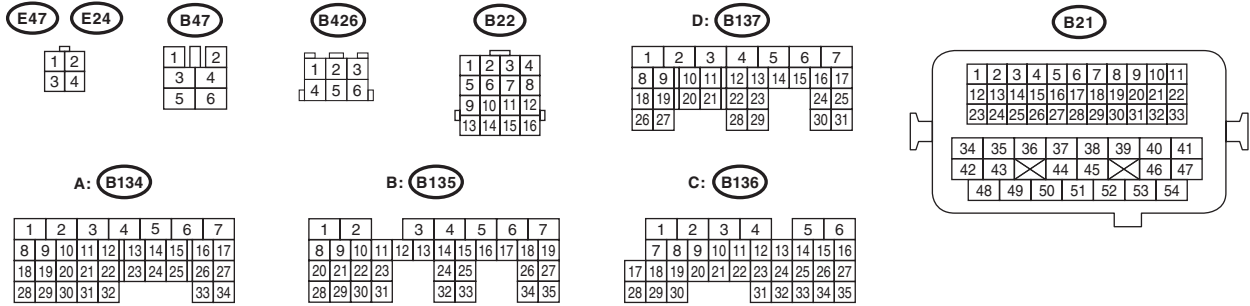 E47 E24
1 2
3 4
B47
1 2
3 4
5 6
B426
1 2 3
4 5 6
B22
1 2 3 4
5 6 7 8
9 10 11 12
13 14 15 16
D: B137
1 2 3 4 5 6 7
8 9 10 11 12 13 14 15 16 17
18 19 20 21 22 23 24 25
26 27 28 29 30 31
B21
1 2 3 4 5 6 7 8 9 10 11
12 13 14 15 16 17 18 19 20 21 22
23 24 25 26 27 28 29 30 31 32 33
34 35 36 37 38 39 40 41
42 43 44 45 46 47
48 49 50 51 52 53 54
A: B134
1 2 3 4 5 6 7
8 9 10 11 12 13 14 15 16 17
18 19 20 21 22 23 24 25 26 27
28 29 30 31 32 33 34
B: B135
1 2 3 4 5 6 7
8 9 10 11 12 13 14 15 16 17 18 19
20 21 22 23 24 25 26 27
28 29 30 31 32 33 34 35
C: B136
1 2 3 4 5 6
7 8 9 10 11 12 13 14 15 16
17 18 19 20 21 22 23 24 25 26 27
28 29 30 31 32 33 34 35